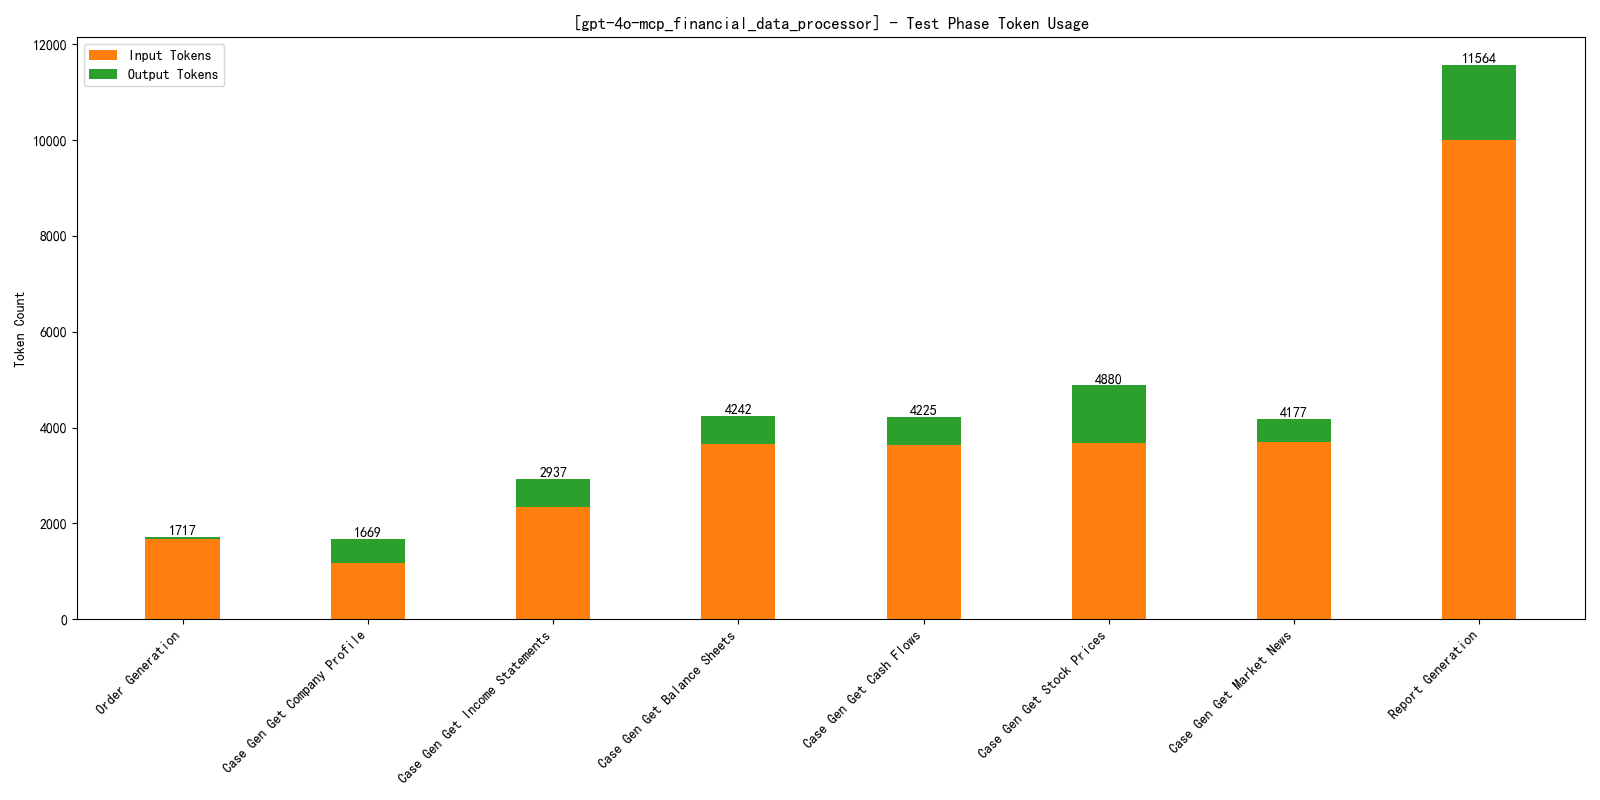 [gpt-4o-mcp_financial_data_processor] - Test Phase Token Usage
Input Tokens
Output Tokens
Token Count
12000
10000
8000
6000
4000
2000
0
1717
1669
2937
4242
4225
4880
4177
11564
Order Generation
Case Gen Get Company Profile
Case Gen Get Income Statements
Case Gen Get Balance Sheets
Case Gen Get Cash Flows
Case Gen Get Stock Prices
Case Gen Get Market News
Report Generation